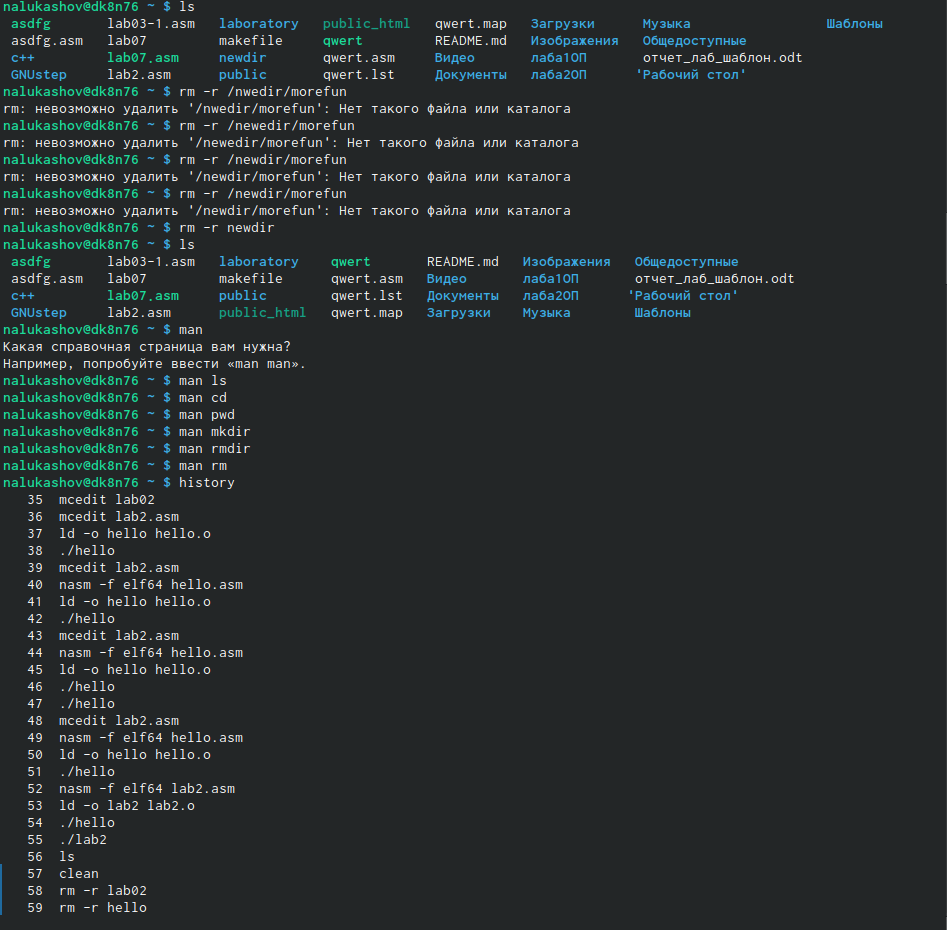 nalukashov@dk8n76 ~ $ ls
asdfg       lab03-1.asm   laboratory   public_html   qwert.map   Загрузки      Музыка                  Шаблоны
asdfg.asm   lab07         makefile     qwert         README.md   Изображения   Общедоступные
c++         lab07.asm     newdir       qwert.asm     Видео       лаба1ОП       отчет_лаб_шаблон.odt
GNUstep     lab2.asm      public       qwert.lst     Документы   лаба2ОП      'Рабочий стол'
nalukashov@dk8n76 ~ $ rm -r /nwedir/morefun
rm: невозможно удалить '/nwedir/morefun': Нет такого файла или каталога
nalukashov@dk8n76 ~ $ rm -r /newedir/morefun
rm: невозможно удалить '/newedir/morefun': Нет такого файла или каталога
nalukashov@dk8n76 ~ $ rm -r /newdir/morefun
rm: невозможно удалить '/newdir/morefun': Нет такого файла или каталога
nalukashov@dk8n76 ~ $ rm -r /newdir/morefun
rm: невозможно удалить '/newdir/morefun': Нет такого файла или каталога
nalukashov@dk8n76 ~ $ rm -r newdir
nalukashov@dk8n76 ~ $ ls
asdfg       lab03-1.asm   laboratory    qwert       README.md   Изображения   Общедоступные
asdfg.asm   lab07         makefile      qwert.asm   Видео       лаба1ОП       отчет_лаб_шаблон.odt
c++         lab07.asm     public        qwert.lst   Документы   лаба2ОП      'Рабочий стол'
GNUstep     lab2.asm      public_html   qwert.map   Загрузки    Музыка        Шаблоны
nalukashov@dk8n76 ~ $ man
Какая справочная страница вам нужна?
Например, попробуйте ввести «man man».
nalukashov@dk8n76 ~ $ man ls
nalukashov@dk8n76 ~ $ man cd
nalukashov@dk8n76 ~ $ man pwd
nalukashov@dk8n76 ~ $ man mkdir
nalukashov@dk8n76 ~ $ man rmdir
nalukashov@dk8n76 ~ $ man rm
nalukashov@dk8n76 ~ $ history
35  mcedit lab02
36  mcedit lab2.asm
37  ld -o hello hello.o
38  ./hello
39  mcedit lab2.asm
40  nasm -f elf64 hello.asm
41  ld -o hello hello.o
42  ./hello
43  mcedit lab2.asm
44  nasm -f elf64 hello.asm
45  ld -o hello hello.o
46  ./hello
47  ./hello
48  mcedit lab2.asm
49  nasm -f elf64 hello.asm
50  ld -o hello hello.o
51  ./hello
52  nasm -f elf64 lab2.asm
53  ld -o lab2 lab2.o
54  ./hello
55  ./lab2
56  ls
57  clean
58  rm -r lab02
59  rm -r hello